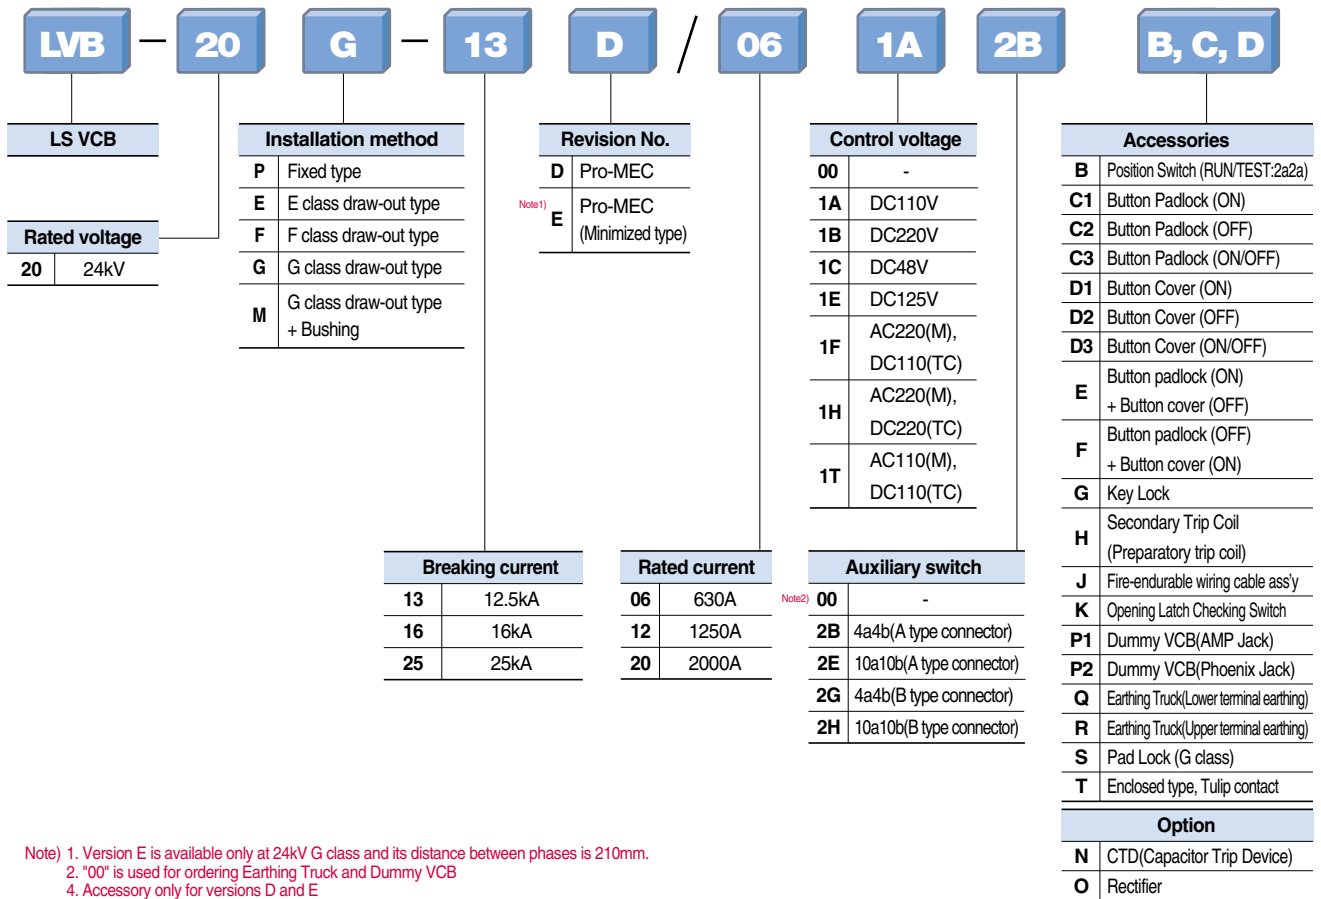 LVB – 20 G – 13 D / 06 1A 2B B, C, D
LS VCB
Rated voltage
20 24kV
Installation method
P Fixed type
E E class draw-out type
F F class draw-out type
G G class draw-out type
M G class draw-out type
+ Bushing
Revision No.
D Pro-MEC
Note1) E Pro-MEC
(Minimized type)
Control voltage
00 -
1A DC110V
1B DC220V
1C DC48V
1E DC125V
1F AC220(M),
DC110(TC)
1H AC220(M),
DC220(TC)
1T AC110(M),
DC110(TC)
Accessories
B Position Switch (RUN/TEST:2a2a)
C1 Button Padlock (ON)
C2 Button Padlock (OFF)
C3 Button Padlock (ON/OFF)
D1 Button Cover (ON)
D2 Button Cover (OFF)
D3 Button Cover (ON/OFF)
E Button padlock (ON)
+ Button cover (OFF)
F Button padlock (OFF)
+ Button cover (ON)
G Key Lock
H Secondary Trip Coil
(Preparatory trip coil)
J Fire-endurable wiring cable ass'y
K Opening Latch Checking Switch
P1 Dummy VCB(AMP Jack)
P2 Dummy VCB(Phoenix Jack)
Q Earthing Truck(Lower terminal earthing)
R Earthing Truck(Upper terminal earthing)
S Pad Lock (G class)
T Enclosed type, Tulip contact
Option
N CTD(Capacitor Trip Device)
O Rectifier
Breaking current
13 12.5kA
16 16kA
25 25kA
Rated current
06 630A
12 1250A
20 2000A
Auxiliary switch
Note2) 00 -
2B 4a4b(A type connector)
2E 10a10b(A type connector)
2G 4a4b(B type connector)
2H 10a10b(B type connector)
Note) 1. Version E is available only at 24kV G class and its distance between phases is 210mm.
2. "00" is used for ordering Earthing Truck and Dummy VCB
4. Accessory only for versions D and E